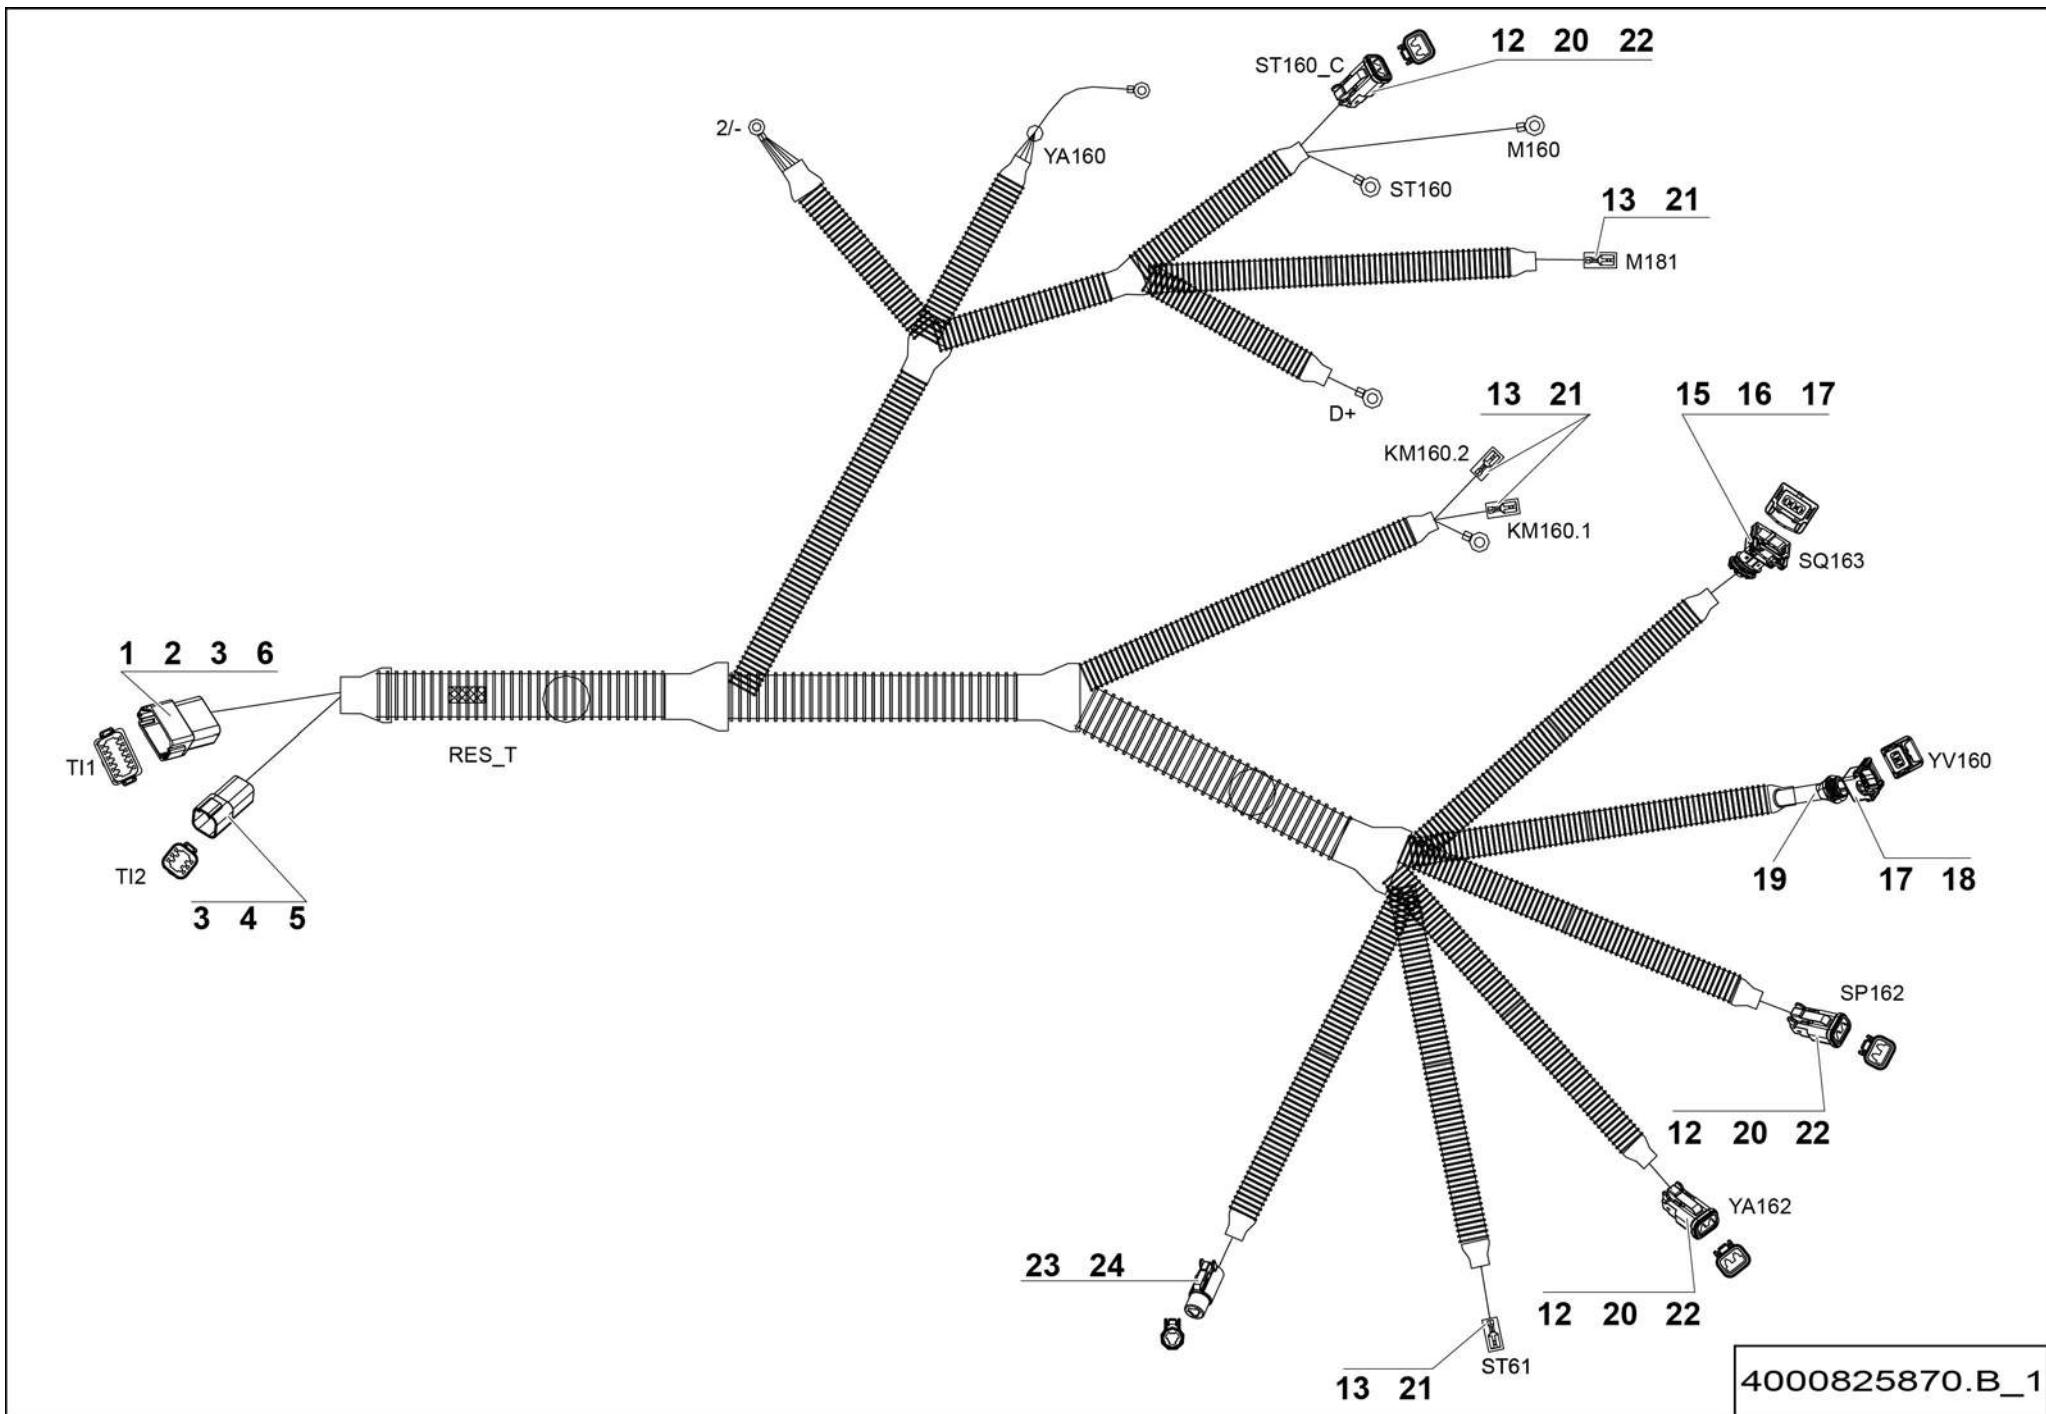 12 20 22
ST160_C
2/-
YA160
M160
ST160
13 21
M181
D+
13 21
15 16 17
KM160.2
KM160.1
SQ163
1 2 3 6
TI1
RES_T
YV160
TI2
19
17 18
3 4 5
SP162
12 20 22
YA162
23 24
12 20 22
ST61
13 21
4000825870.B_1